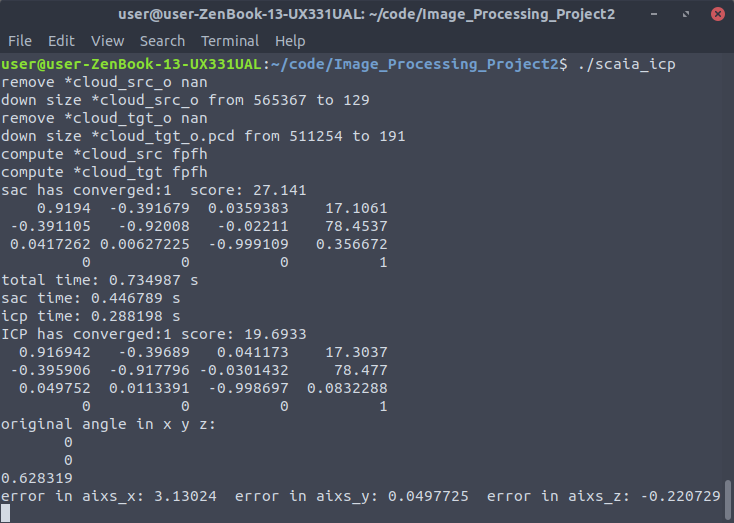 user@user-ZenBook-13-UX331UAL: ~/code/Image_Processing_Project2
File Edit View Search Terminal Help
user@user-ZenBook-13-UX331UAL:~/code/Image_Processing_Project2$ ./scaia_icp
remove *cloud_src_o nan
down size *cloud_src_o from 565367 to 129
remove *cloud_tgt_o nan
down size *cloud_tgt_o.pcd from 511254 to 191
compute *cloud_src fpfh
compute *cloud_tgt fpfh
sac has converged:1  score: 27.141
    0.9194  -0.391679  0.0359383     17.1061
 -0.391105   -0.92008   -0.02211     78.4537
 0.0417262 0.00627225  -0.999109    0.356672
         0          0          0           1
total time: 0.734987 s
sac time: 0.446789 s
icp time: 0.288198 s
ICP has converged:1 score: 19.6933
  0.916942   -0.39689   0.041173     17.3037
 -0.395906  -0.917796 -0.0301432      78.477
  0.049752  0.0113391  -0.998697   0.0832288
         0          0          0           1
original angle in x y z:
       0
       0
0.628319
error in aixs_x: 3.13024  error in aixs_y: 0.0497725  error in aixs_z: -0.220729